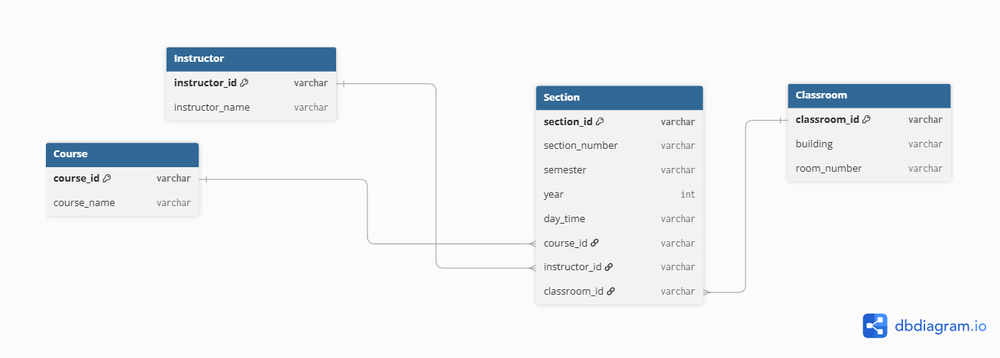 Instructor
instructor_id varchar
instructor_name varchar
Course
course_id varchar
course_name varchar
Section
section_id varchar
section_number varchar
semester varchar
year int
day_time varchar
course_id varchar
instructor_id varchar
classroom_id varchar
Classroom
classroom_id varchar
building varchar
room_number varchar
dbdiagram.io